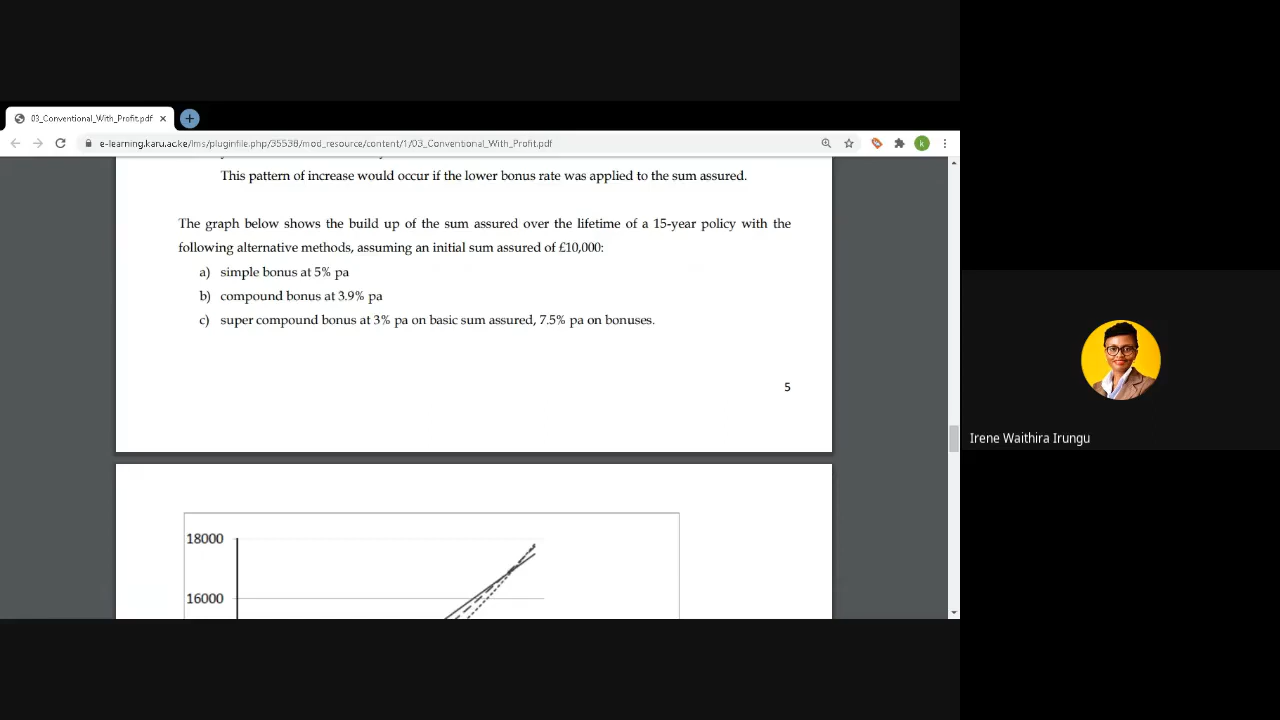 03_Conventional_With_Profit.pdf
e-learning.karu.ac.ke/lms/pluginfile.php/35538/mod_resource/content/1/03_Conventional_With_Profit.pdf
k
This pattern of increase would occur if the lower bonus rate was applied to the sum assured.
The graph below shows the build up of the sum assured over the lifetime of a 15-year policy with the
following alternative methods, assuming an initial sum assured of £10,000:
a) simple bonus at 5% pa
b) compound bonus at 3.9% pa
c) super compound bonus at 3% pa on basic sum assured, 7.5% pa on bonuses.
5
18000
16000
Irene Waithira Irungu